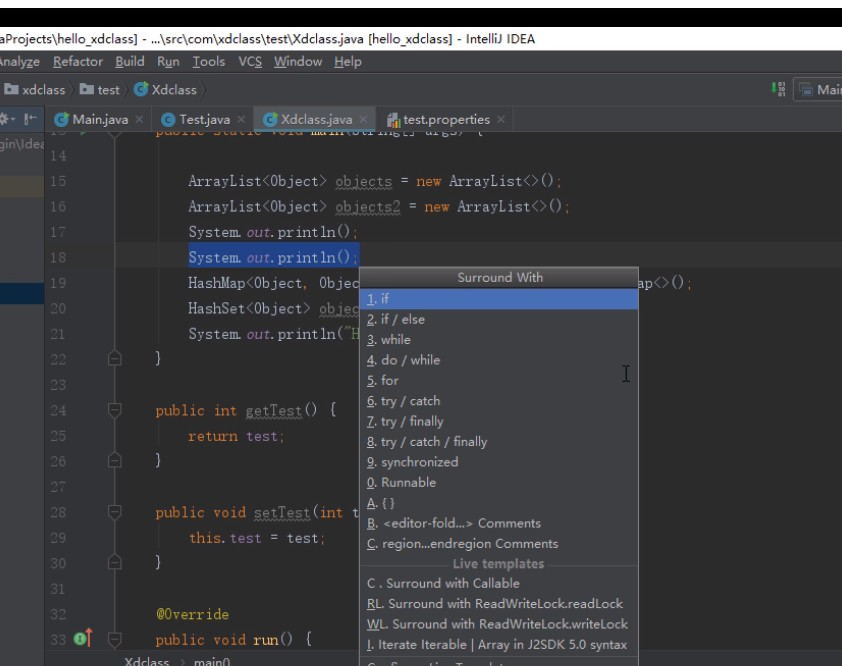 aProjects\hello_xdclass] - ...\src\com\xdclass\test\Xdclass.java [hello_xdclass] - IntelliJ IDEA
Analyze Refactor Build Run Tools VCS Window Help
xdclass test Xdclass Mai
Main.java Test.java Xdclass.java test.properties
gin\Idea
public static void main(String[] args) {
14
15 ArrayList<Object> objects = new ArrayList<>();
16 ArrayList<Object> objects2 = new ArrayList<>();
17 System.out.println();
18 System.out.println();
Surround With
19 HashMap<Object, Objec ap<>();
1. if
20 HashSet<Object> objec
2. if / else
21 System.out.println("H
3. while
22 }
4. do / while
23
5. for
24 public int getTest() {
6. try / catch
25 return test;
7. try / finally
26 }
8. try / catch / finally
9. synchronized
27
0. Runnable
28 public void setTest(int t
A. { }
B. <editor-fold...> Comments
29 this.test = test;
C. region...endregion Comments
30 }
Live templates
31
C . Surround with Callable
32 @Override
RL. Surround with ReadWriteLock.readLock
WL. Surround with ReadWriteLock.writeLock
33 public void run() {
I. Iterate Iterable | Array in J2SDK 5.0 syntax
Xdclass main()